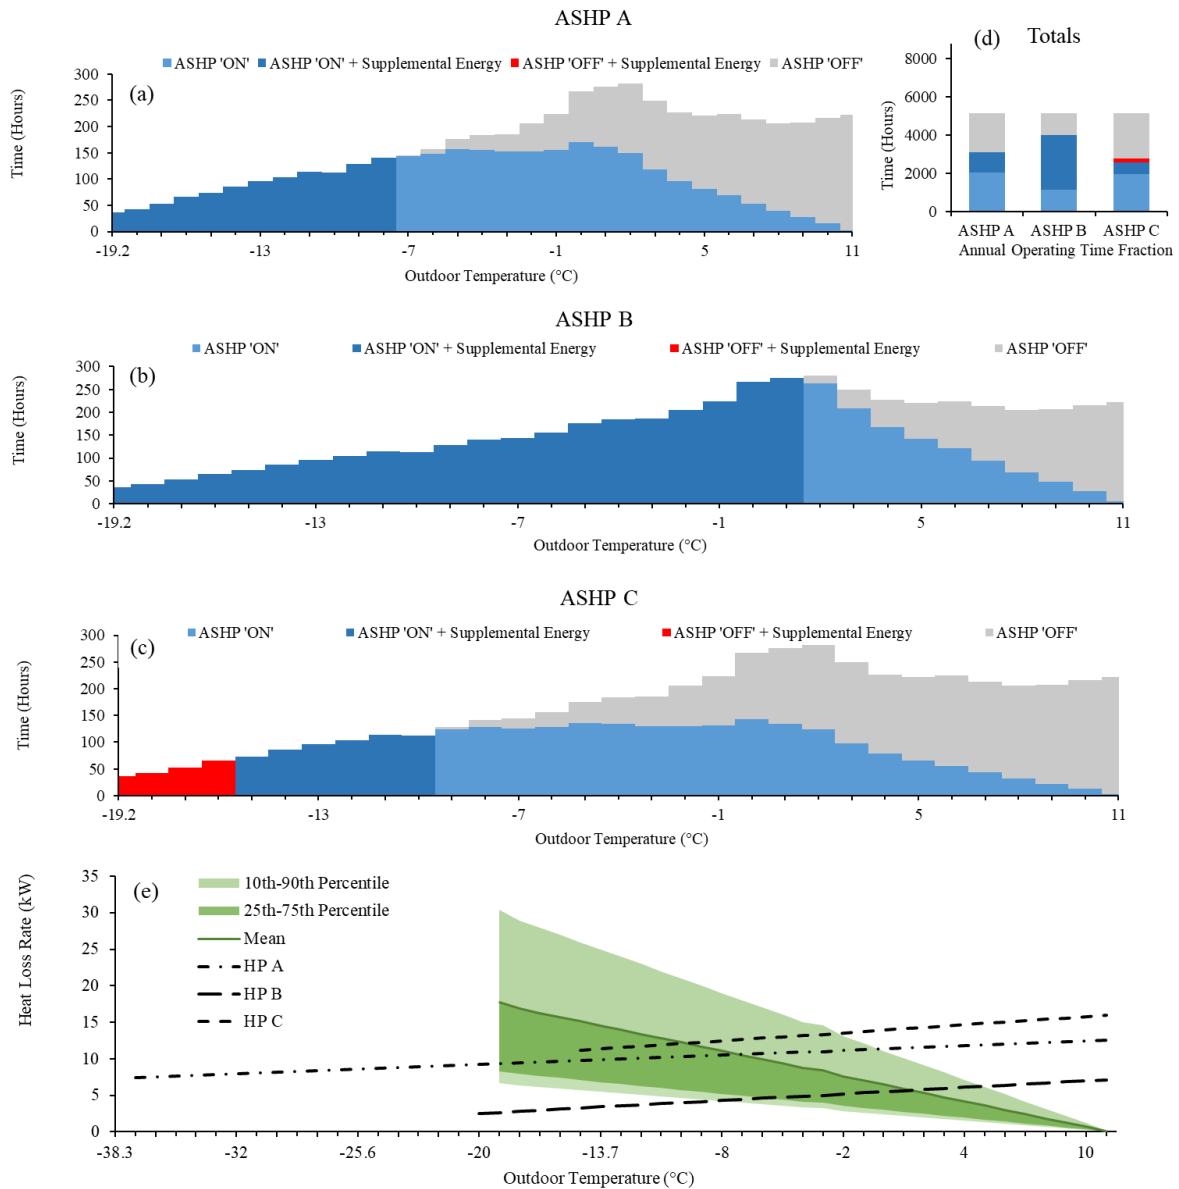 ASHP A
ASHP 'ON' ASHP 'ON' + Supplemental Energy ASHP 'OFF' + Supplemental Energy ASHP 'OFF'
(a)
Time (Hours)
300
250
200
150
100
50
0
-19.2 -13 -7 -1 5 11
Outdoor Temperature (°C)
(d) Totals
Time (Hours)
8000
6000
4000
2000
0
ASHP A ASHP B ASHP C
Annual Operating Time Fraction
ASHP B
ASHP 'ON' ASHP 'ON' + Supplemental Energy ASHP 'OFF' + Supplemental Energy ASHP 'OFF'
(b)
Time (Hours)
300
250
200
150
100
50
0
-19.2 -13 -7 -1 5 11
Outdoor Temperature (°C)
ASHP C
ASHP 'ON' ASHP 'ON' + Supplemental Energy ASHP 'OFF' + Supplemental Energy ASHP 'OFF'
(c)
Time (Hours)
300
250
200
150
100
50
0
-19.2 -13 -7 -1 5 11
Outdoor Temperature (°C)
(e)
Heat Loss Rate (kW)
35
30
25
20
15
10
5
0
10th-90th Percentile
25th-75th Percentile
Mean
HP A
HP B
HP C
-38.3 -32 -25.6 -20 -13.7 -8 -2 4 10
Outdoor Temperature (°C)